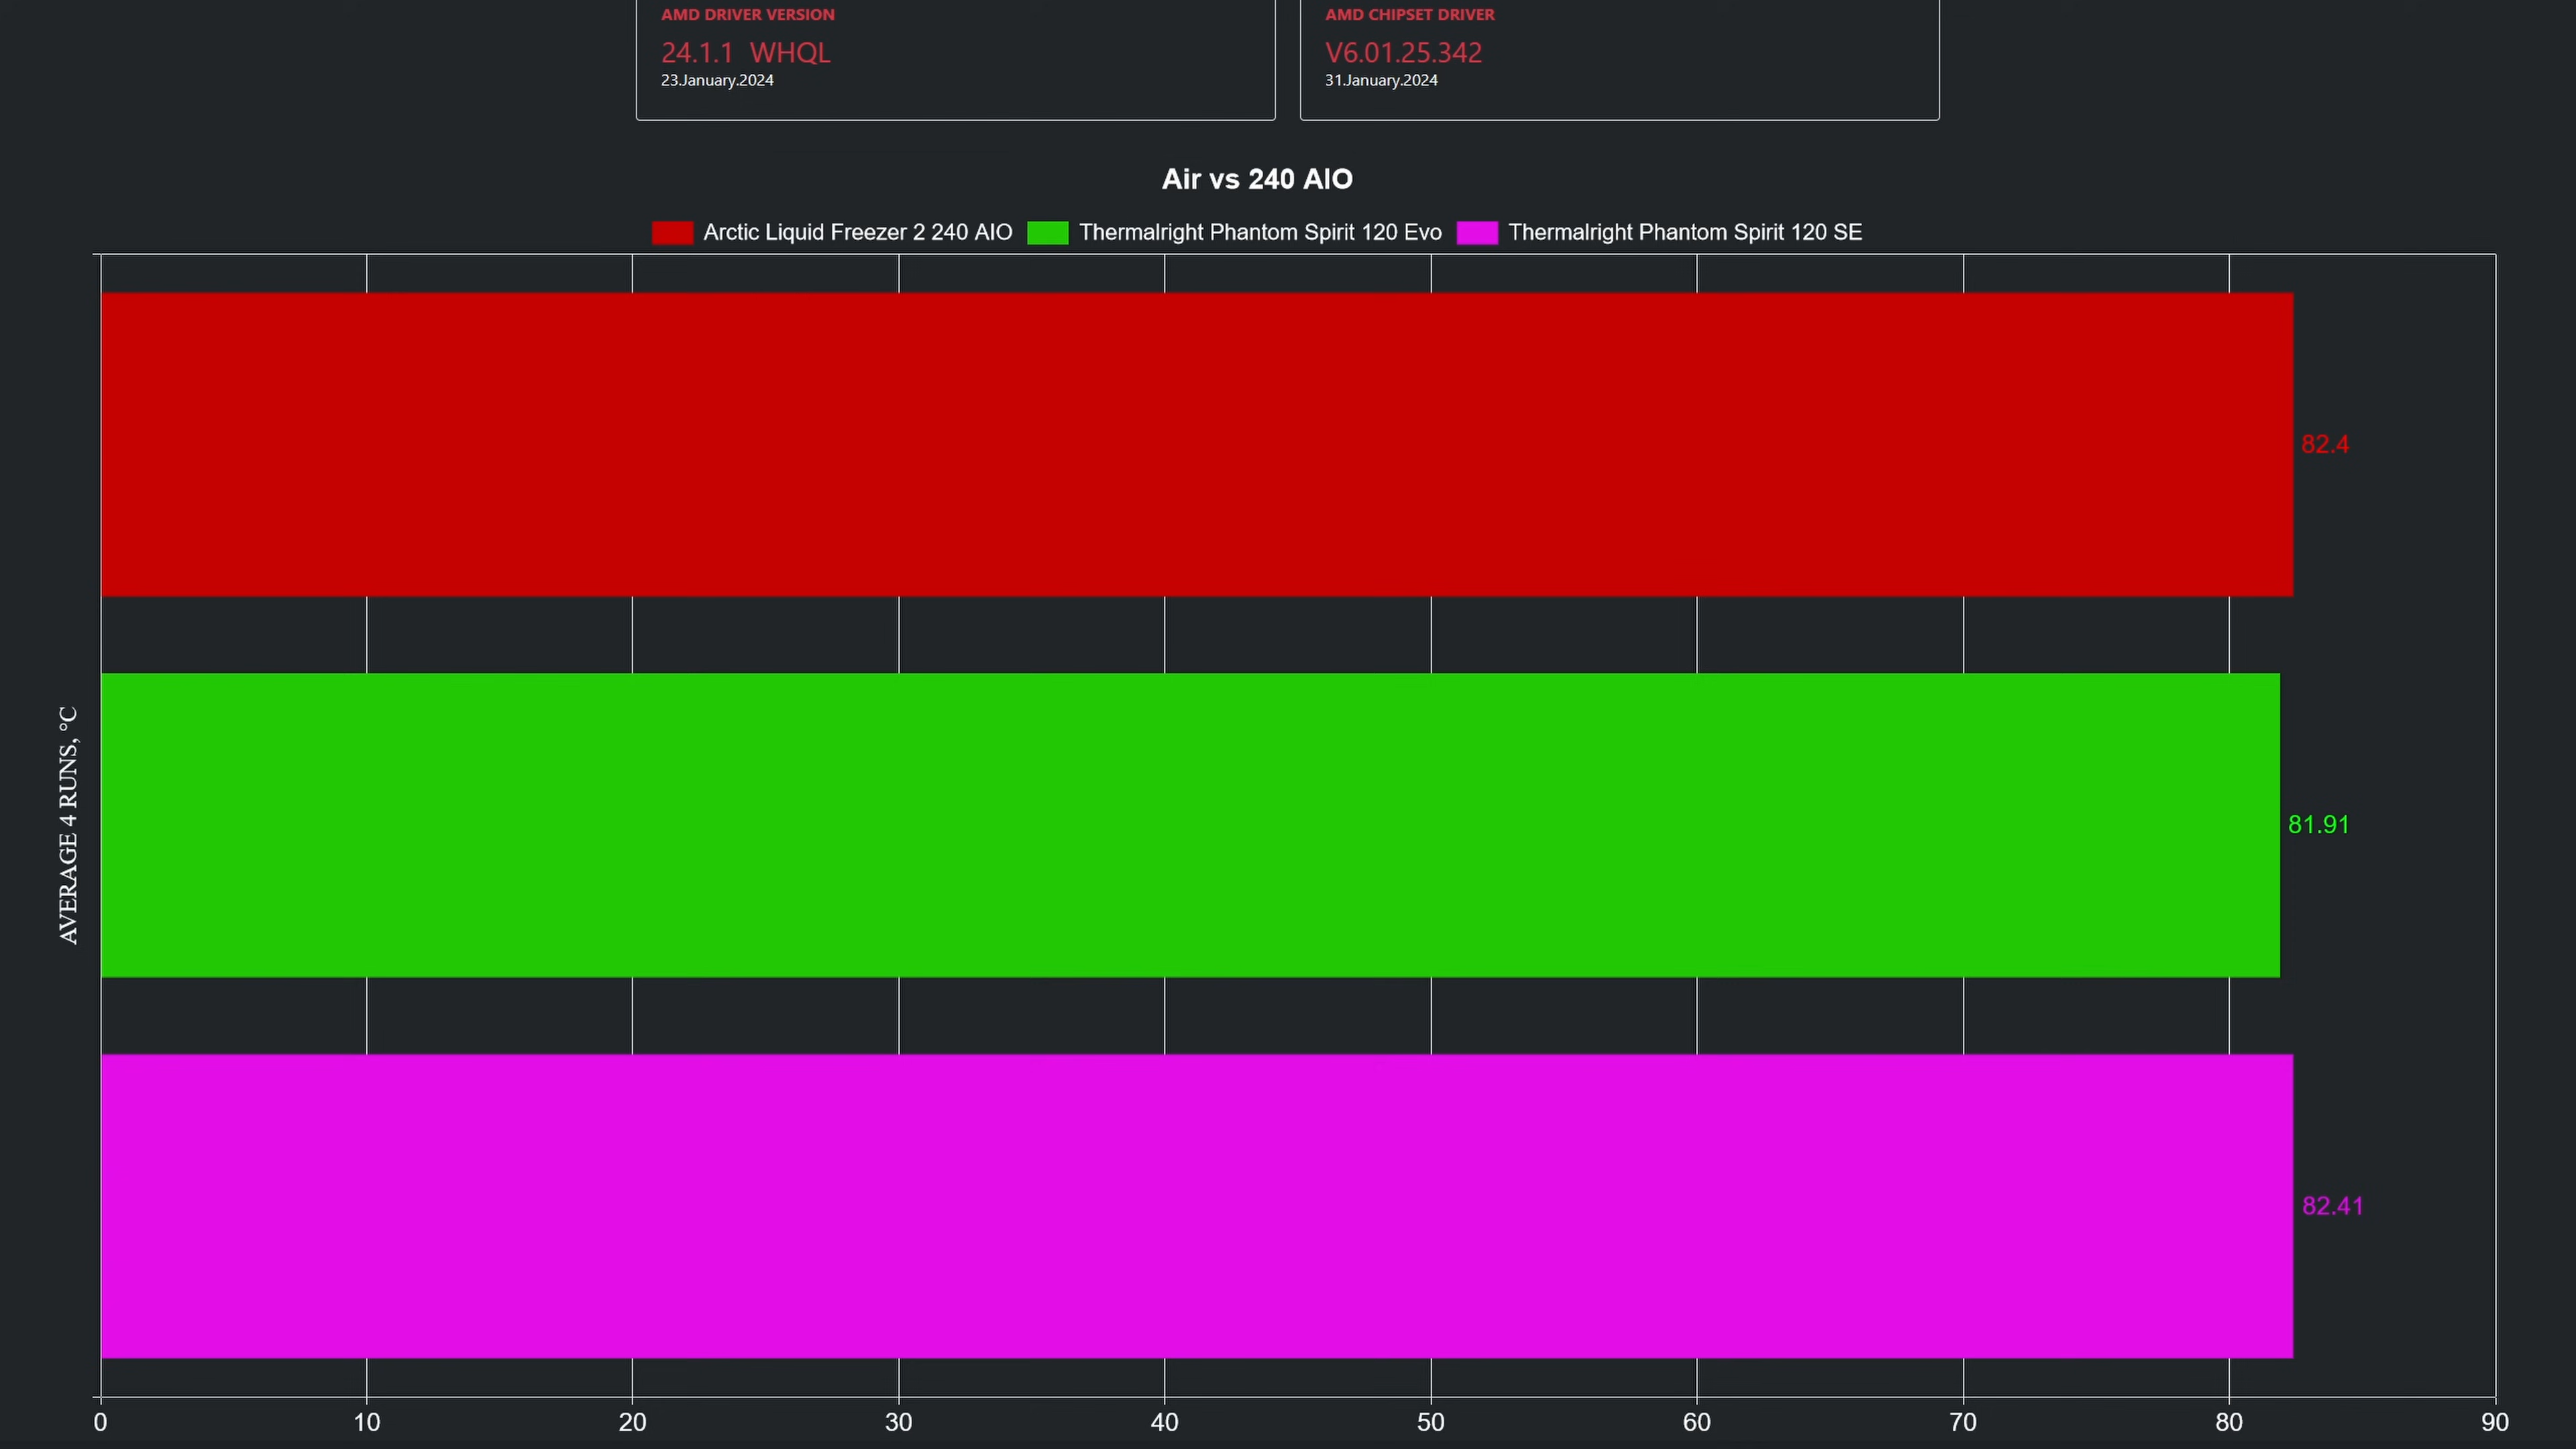 AMD DRIVER VERSION
24.1.1 WHQL
23.January.2024
AMD CHIPSET DRIVER
V6.01.25.342
31.January.2024
Air vs 240 AIO
Arctic Liquid Freezer 2 240 AIO
Thermalright Phantom Spirit 120 Evo
Thermalright Phantom Spirit 120 SE
AVERAGE 4 RUNS, °C
82.4
81.91
82.41
0 10 20 30 40 50 60 70 80 90